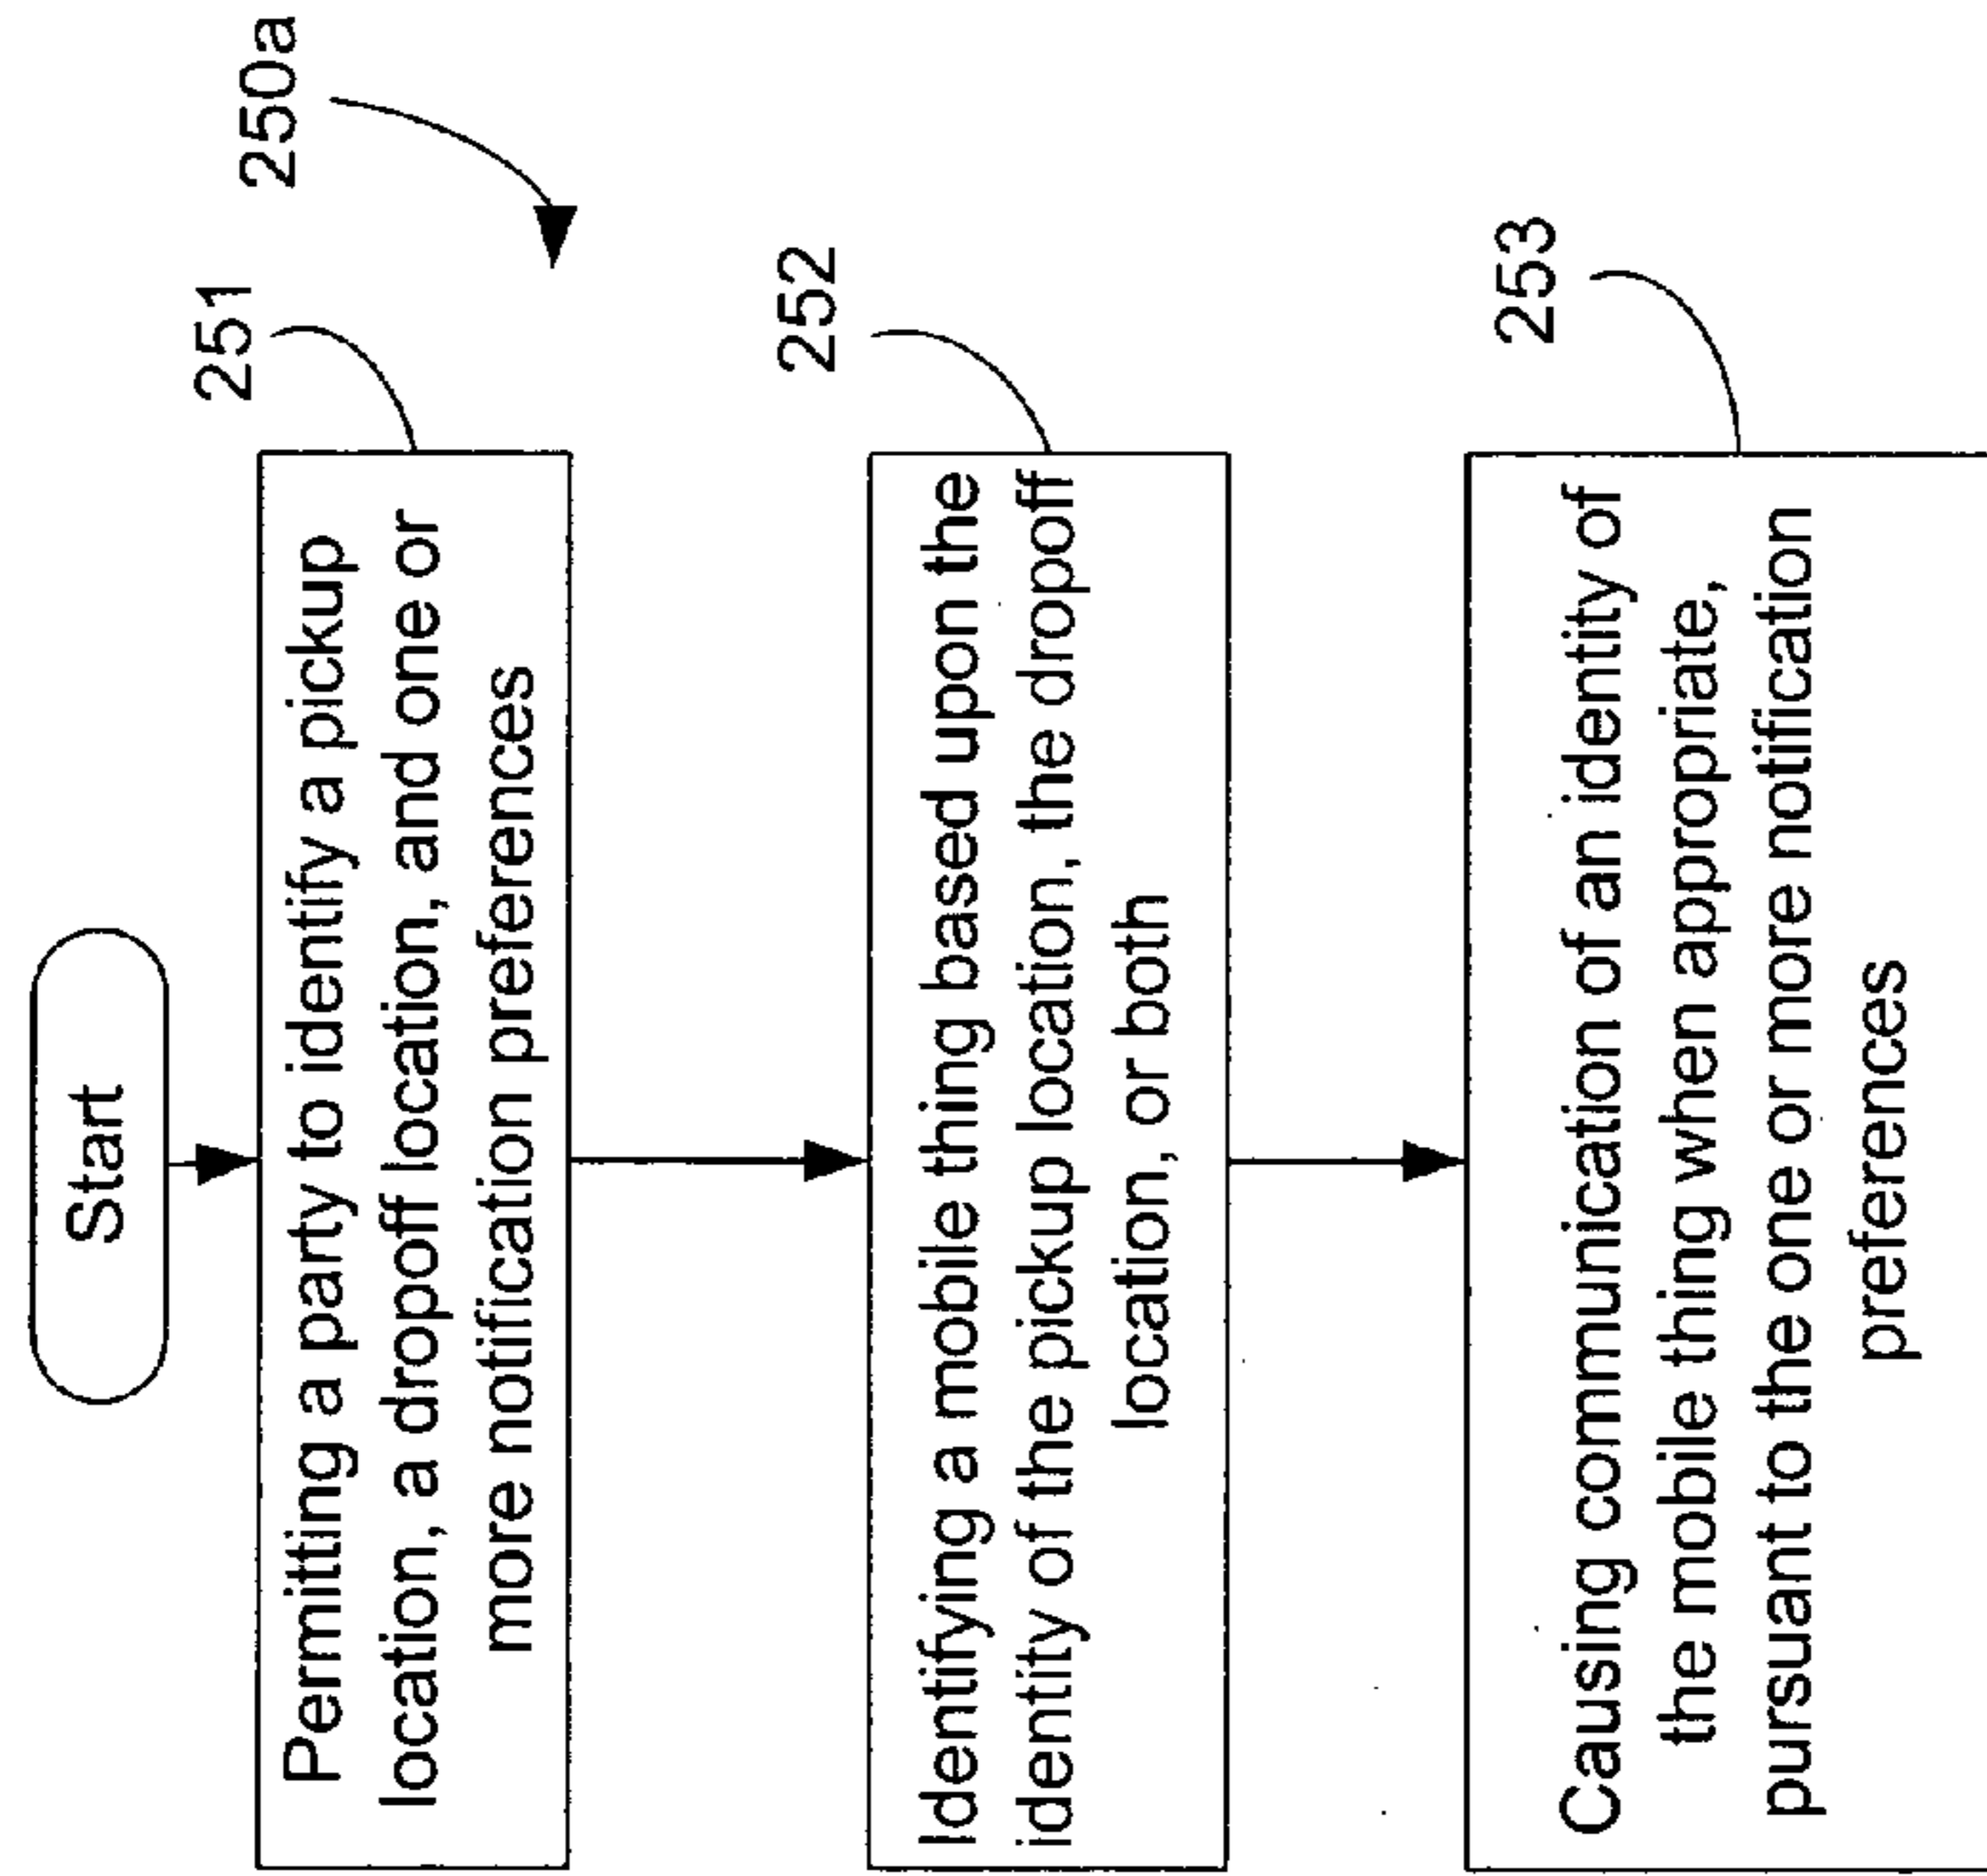 Start
250a
251
Permitting a party to identify a pickup
location, a dropoff location, and one or
more notification preferences
252
Identifying a mobile thing based upon the
identity of the pickup location, the dropoff
location, or both
253
Causing communication of an identity of
the mobile thing when appropriate,
pursuant to the one or more notification
preferences